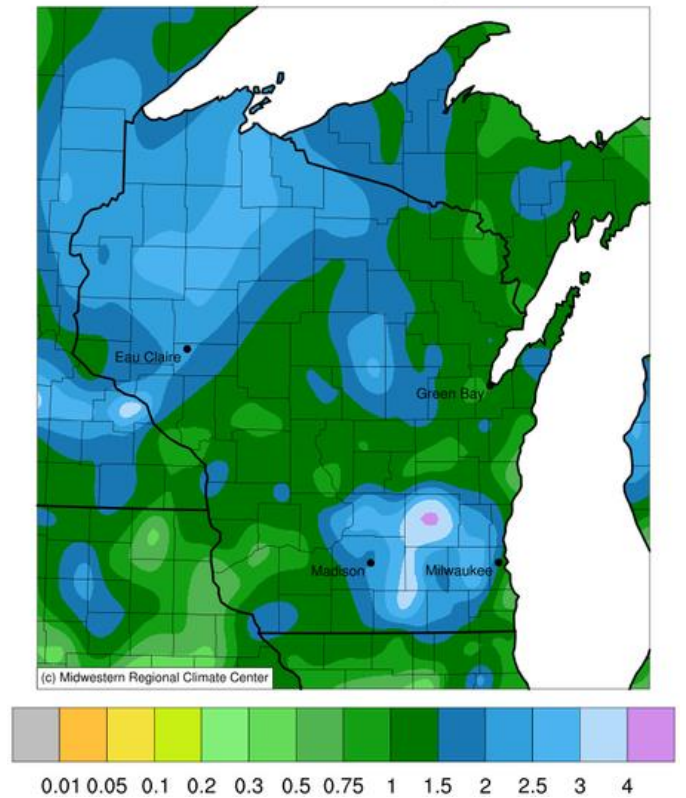 Eau Claire
Green Bay
Madison
Milwaukee
(c) Midwestern Regional Climate Center
0.01 0.05 0.1 0.2 0.3 0.5 0.75 1 1.5 2 2.5 3 4